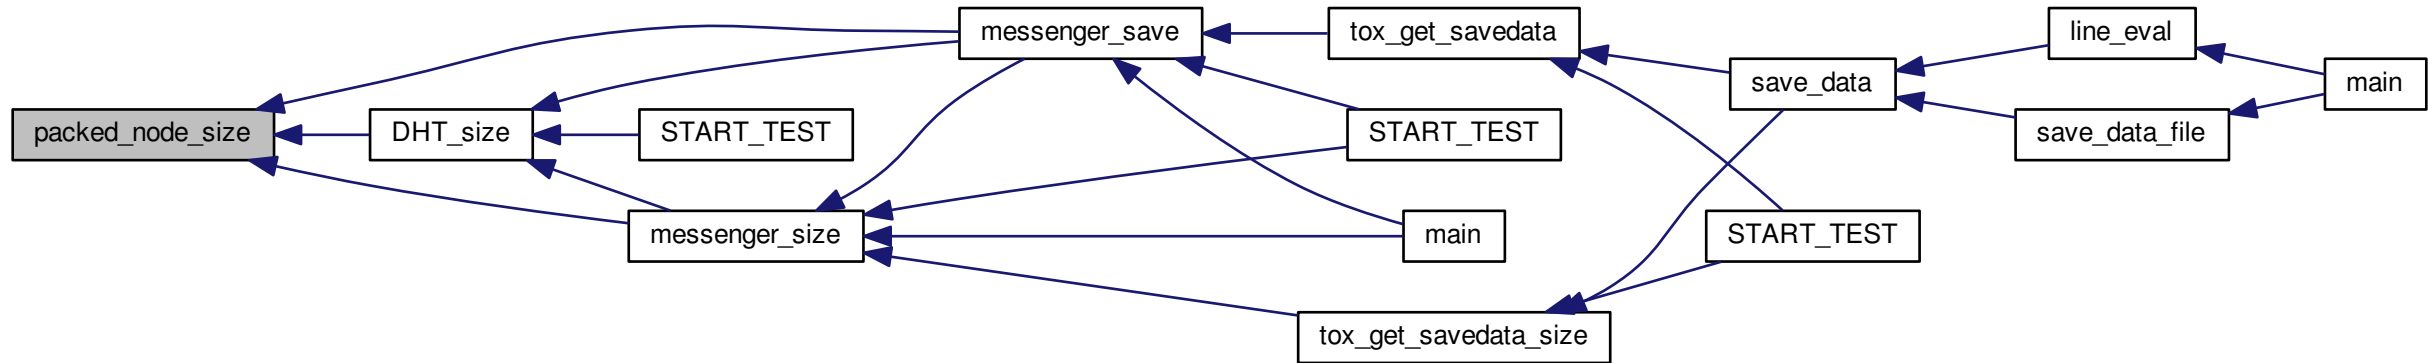 messenger_save
tox_get_savedata
line_eval
save_data
main
packed_node_size
DHT_size
START_TEST
START_TEST
save_data_file
messenger_size
main
START_TEST
tox_get_savedata_size